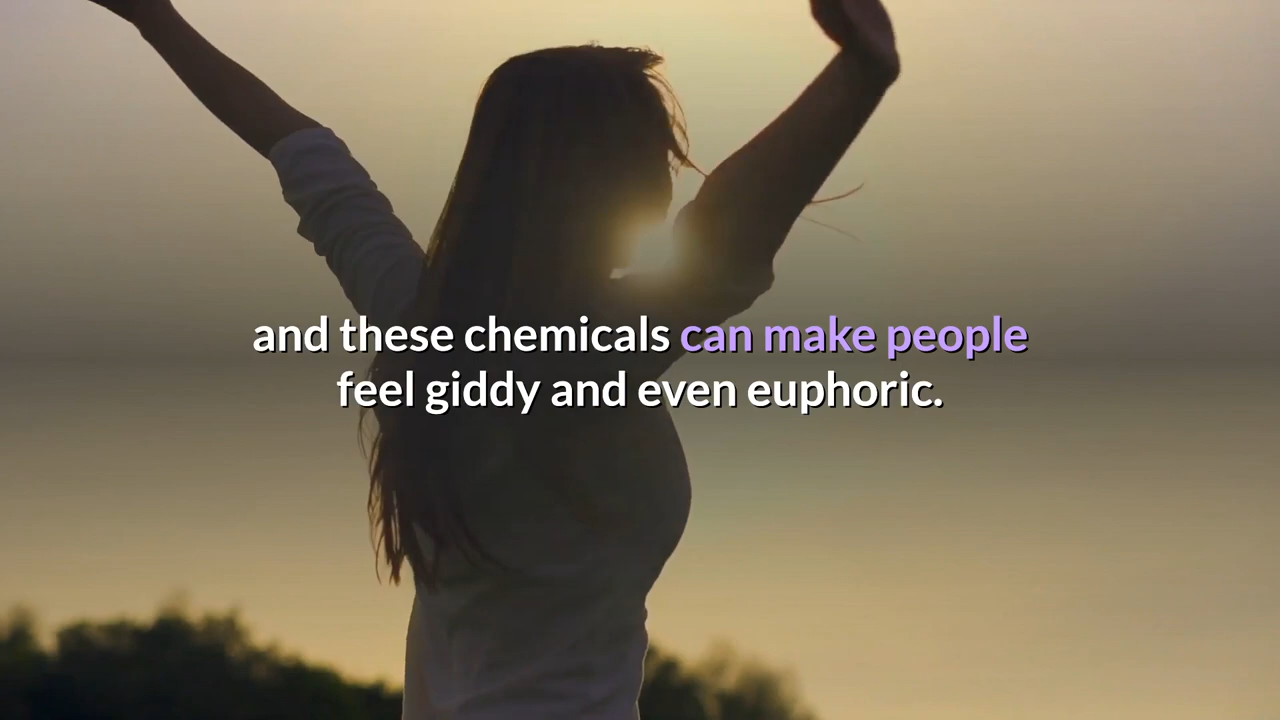 and these chemicals can make people
feel giddy and even euphoric.